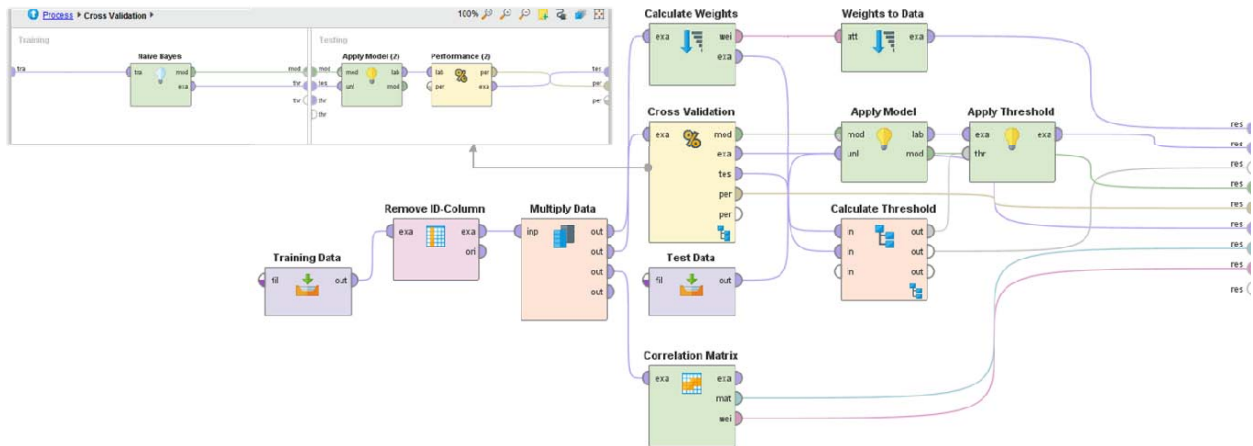 Process ▸ Cross Validation ▸
100%
Training
Testing
Naive Bayes
tra mod
exa
tra
mod
thr
thr
Apply Model (2)
mod lab
unl mod
mod
tes
thr
thr
Performance (2)
lab per
per exa
tes
per
per
Calculate Weights
exa wei
exa
Weights to Data
att exa
Cross Validation
exa mod
exa
tes
per
per
Apply Model
mod lab
unl mod
Apply Threshold
exa exa
thr
Remove ID-Column
exa exa
ori
Multiply Data
inp out
out
out
out
Training Data
fil out
Test Data
fil out
Calculate Threshold
in out
in out
in out
Correlation Matrix
exa exa
mat
wei
res
res
res
res
res
res
res
res
res